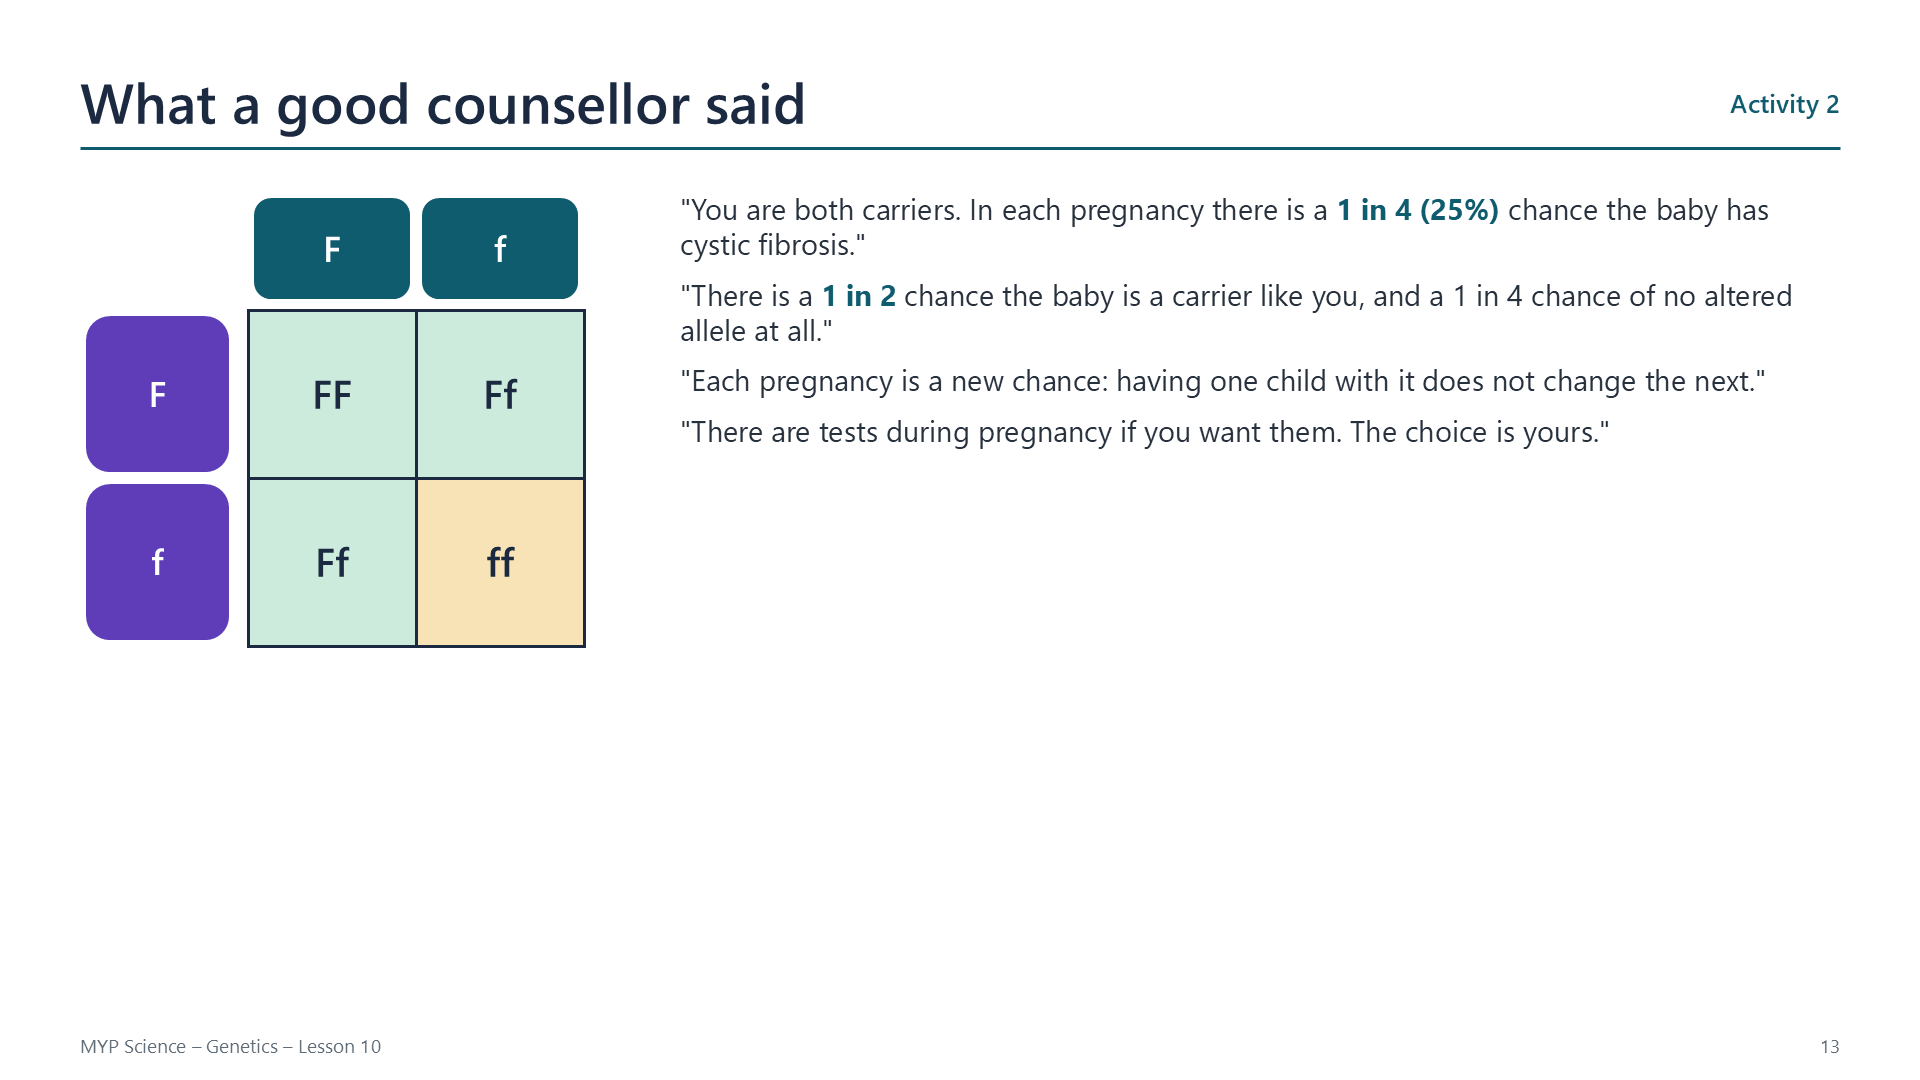 What a good counsellor said
Activity 2
F
f
F
FF
Ff
f
Ff
ff
"You are both carriers. In each pregnancy there is a 1 in 4 (25%) chance the baby has
cystic fibrosis."
"There is a 1 in 2 chance the baby is a carrier like you, and a 1 in 4 chance of no altered
allele at all."
"Each pregnancy is a new chance: having one child with it does not change the next."
"There are tests during pregnancy if you want them. The choice is yours."
MYP Science – Genetics – Lesson 10
13